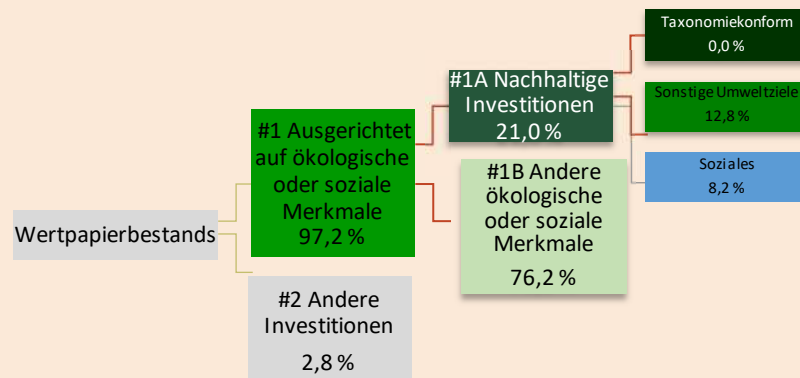 Wertpapierbestands
#1 Ausgerichtet
auf ökologische
oder soziale
Merkmale
97,2 %
#2 Andere
Investitionen
2,8 %
#1A Nachhaltige
Investitionen
21,0 %
#1B Andere
ökologische
oder soziale
Merkmale
76,2 %
Taxonomiekonform
0,0 %
Sonstige Umweltziele
12,8 %
Soziales
8,2 %